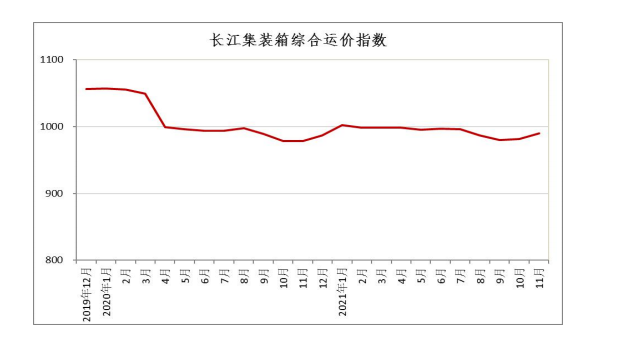 长江集装箱综合运价指数
1100
1000
900
800
2019年12月
2020年1月
2月
3月
4月
5月
6月
7月
8月
9月
10月
11月
12月
2021年1月
2月
3月
4月
5月
6月
7月
8月
9月
10月
11月